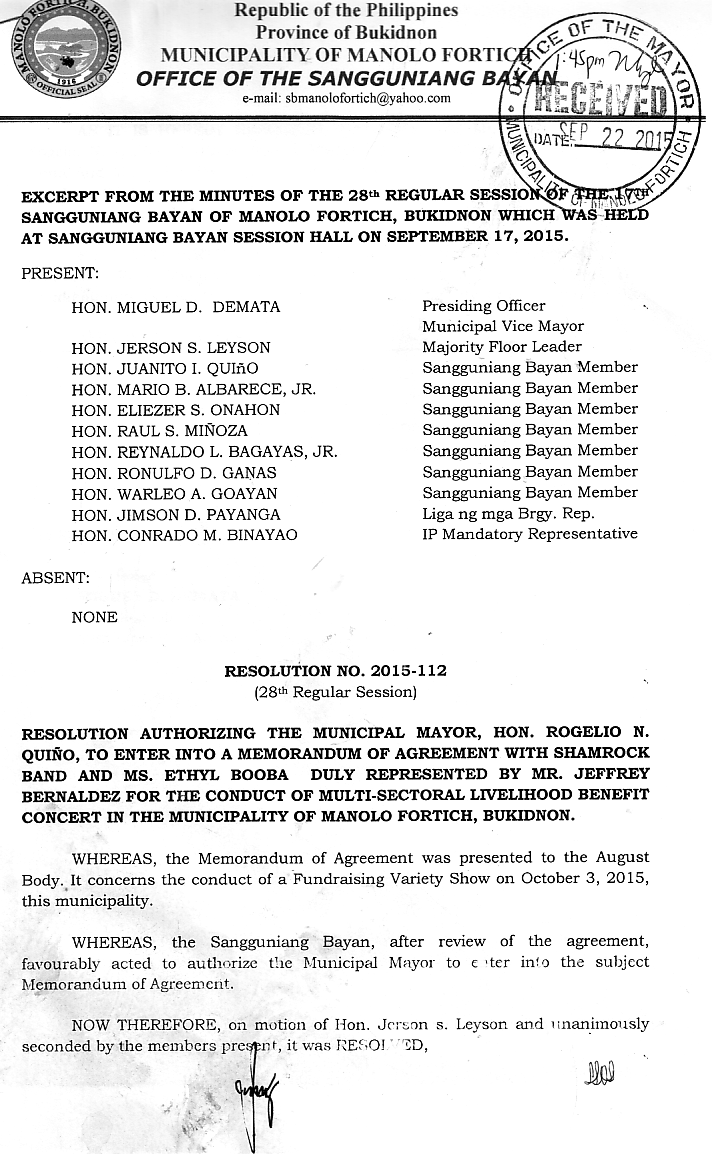 Republic of the Philippines
Province of Bukidnon
MUNICIPALITY OF MANOLO FORTICH
OFFICE OF THE SANGGUNIANG BAYAN
e-mail: sbmanolofortich@yahoo.com
MANOLO FORTICH, BUKIDNON
1916
OFFICIAL SEAL
OFFICE OF THE MAYOR
1:45pm
RECEIVED
DATE: SEP 22 2015
MUNICIPALITY OF MANOLO FORTICH
EXCERPT FROM THE MINUTES OF THE 28th REGULAR SESSION OF THE 17TH
SANGGUNIANG BAYAN OF MANOLO FORTICH, BUKIDNON WHICH WAS HELD
AT SANGGUNIANG BAYAN SESSION HALL ON SEPTEMBER 17, 2015.
PRESENT:
HON. MIGUEL D. DEMATA Presiding Officer
Municipal Vice Mayor
HON. JERSON S. LEYSON Majority Floor Leader
HON. JUANITO I. QUIñO Sangguniang Bayan Member
HON. MARIO B. ALBARECE, JR. Sangguniang Bayan Member
HON. ELIEZER S. ONAHON Sangguniang Bayan Member
HON. RAUL S. MIÑOZA Sangguniang Bayan Member
HON. REYNALDO L. BAGAYAS, JR. Sangguniang Bayan Member
HON. RONULFO D. GANAS Sangguniang Bayan Member
HON. WARLEO A. GOAYAN Sangguniang Bayan Member
HON. JIMSON D. PAYANGA Liga ng mga Brgy. Rep.
HON. CONRADO M. BINAYAO IP Mandatory Representative
ABSENT:
NONE
RESOLUTION NO. 2015-112
(28th Regular Session)
RESOLUTION AUTHORIZING THE MUNICIPAL MAYOR, HON. ROGELIO N.
QUIÑO, TO ENTER INTO A MEMORANDUM OF AGREEMENT WITH SHAMROCK
BAND AND MS. ETHYL BOOBA DULY REPRESENTED BY MR. JEFFREY
BERNALDEZ FOR THE CONDUCT OF MULTI-SECTORAL LIVELIHOOD BENEFIT
CONCERT IN THE MUNICIPALITY OF MANOLO FORTICH, BUKIDNON.
WHEREAS, the Memorandum of Agreement was presented to the August
Body. It concerns the conduct of a Fundraising Variety Show on October 3, 2015,
this municipality.
WHEREAS, the Sangguniang Bayan, after review of the agreement,
favourably acted to authorize the Municipal Mayor to enter into the subject
Memorandum of Agreement.
NOW THEREFORE, on motion of Hon. Jerson s. Leyson and unanimously
seconded by the members present, it was RESOLVED,